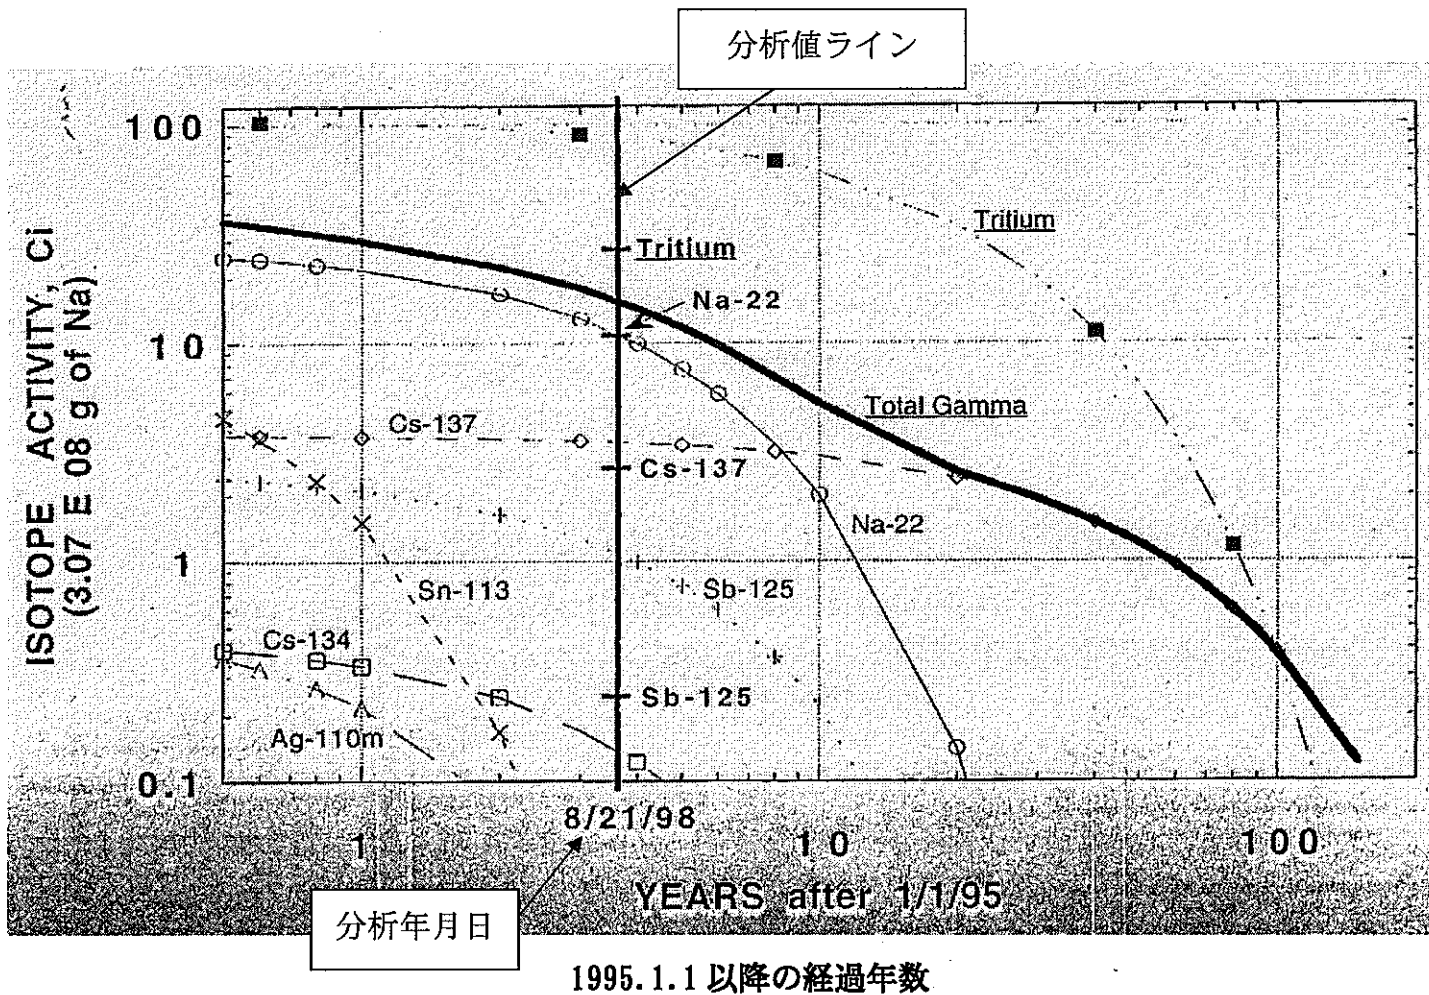 分析値ライン
100
10
1
0.1
ISOTOPE ACTIVITY, Ci
(3.07 E 08 g of Na)
Tritium
Tritium
Na-22
Cs-137
Total Gamma
Cs-137
Na-22
Sn-113
Sb-125
Cs-134
Sb-125
Ag-110m
8/21/98
1
10
100
YEARS after 1/1/95
分析年月日
1995.1.1 以降の経過年数